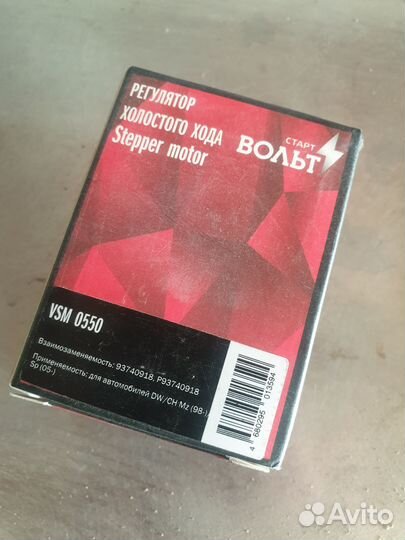 РЕГУЛЯТОР
ХОЛОСТОГО ХОДА
Stepper motor
СТАРТ
ВОЛЬТ
VSM 0550
Взаимозаменяемость: 93740918, P93740918
Применяемость: для автомобилей DW/CH Mz (98-),
Sp (05-)
4 680295 013594
Avito